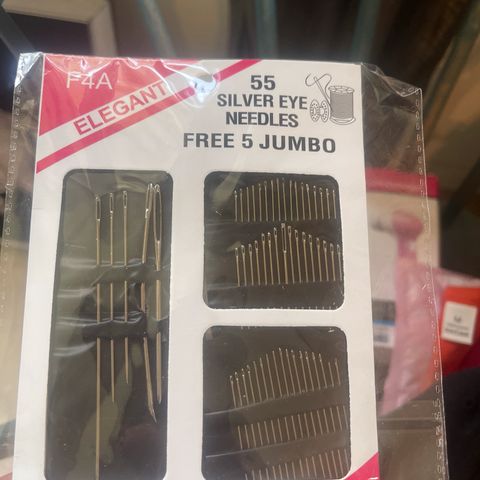 F4A
ELEGANT
55
SILVER EYE
NEEDLES
FREE 5 JUMBO